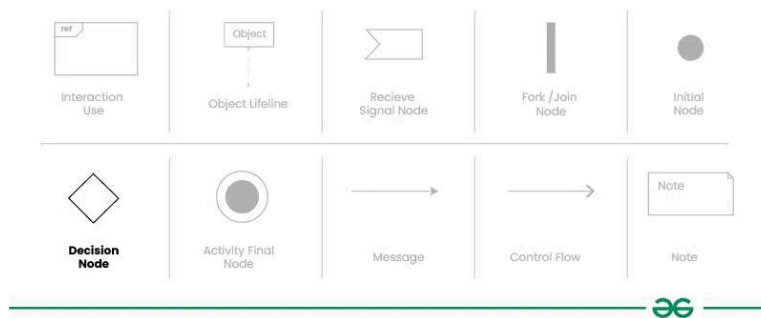 ref
Object
Interaction
Use
Object Lifeline
Recieve
Signal Node
Fork /Join
Node
Initial
Node
Note
Decision
Node
Activity Final
Node
Message
Control Flow
Note